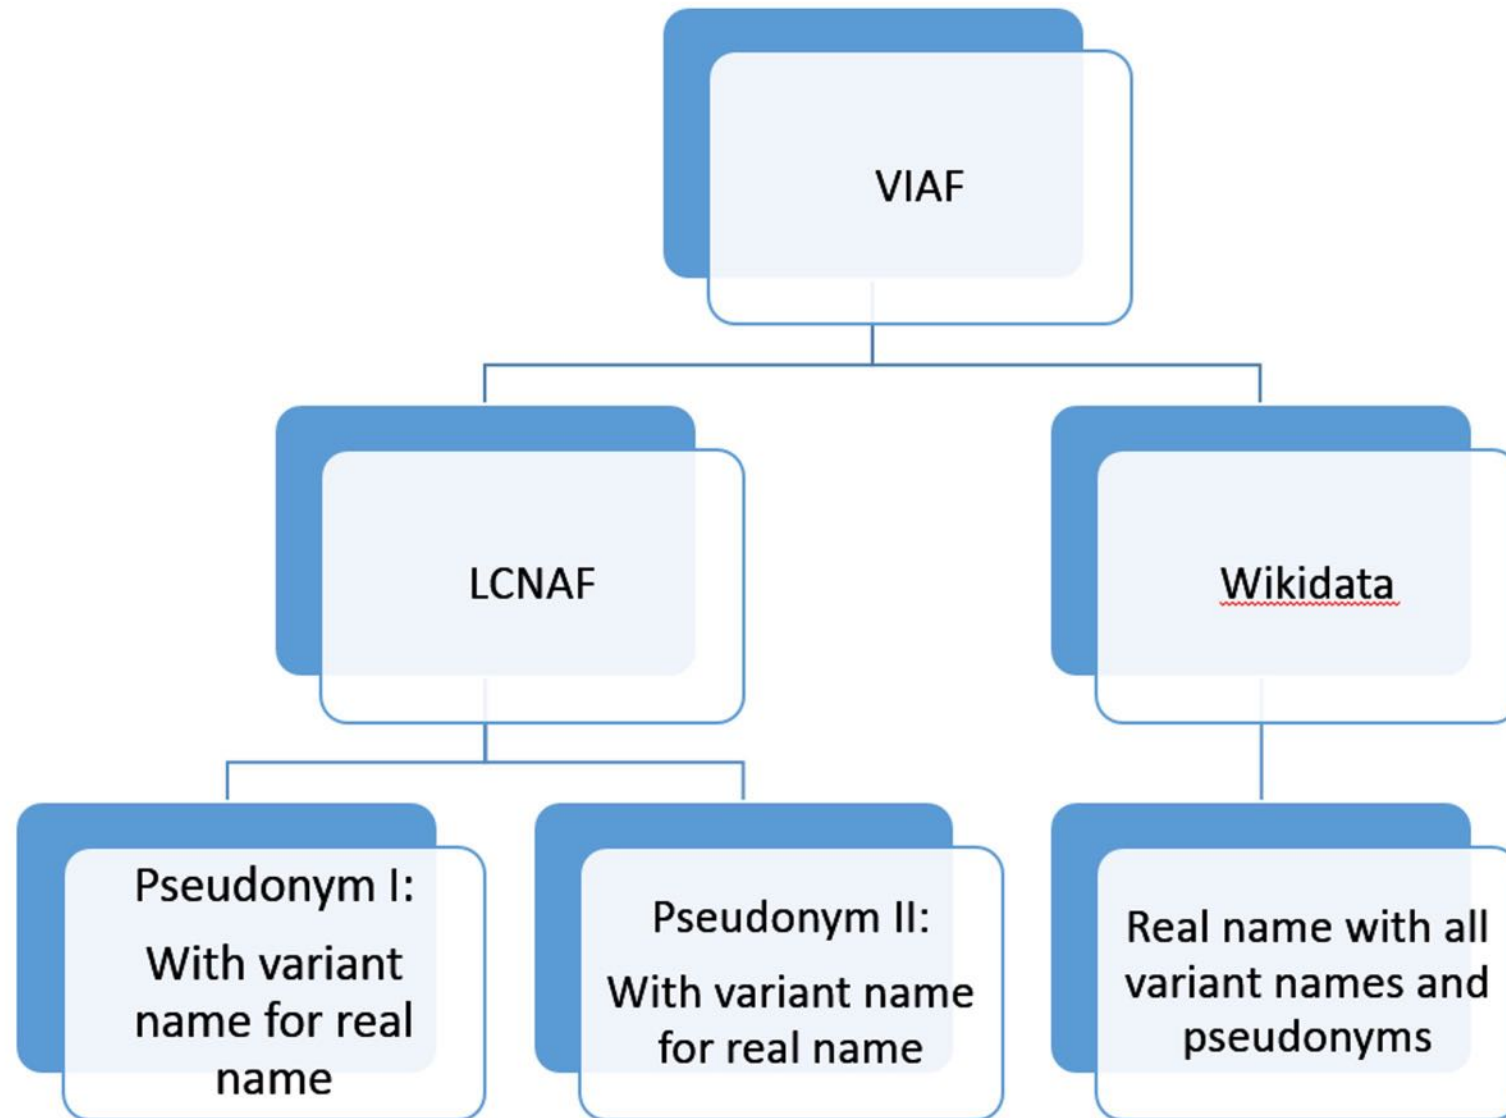 VIAF
LCNAF
Wikidata
Pseudonym I:
With variant
name for real
name
Pseudonym II:
With variant name
for real name
Real name with all
variant names and
pseudonyms